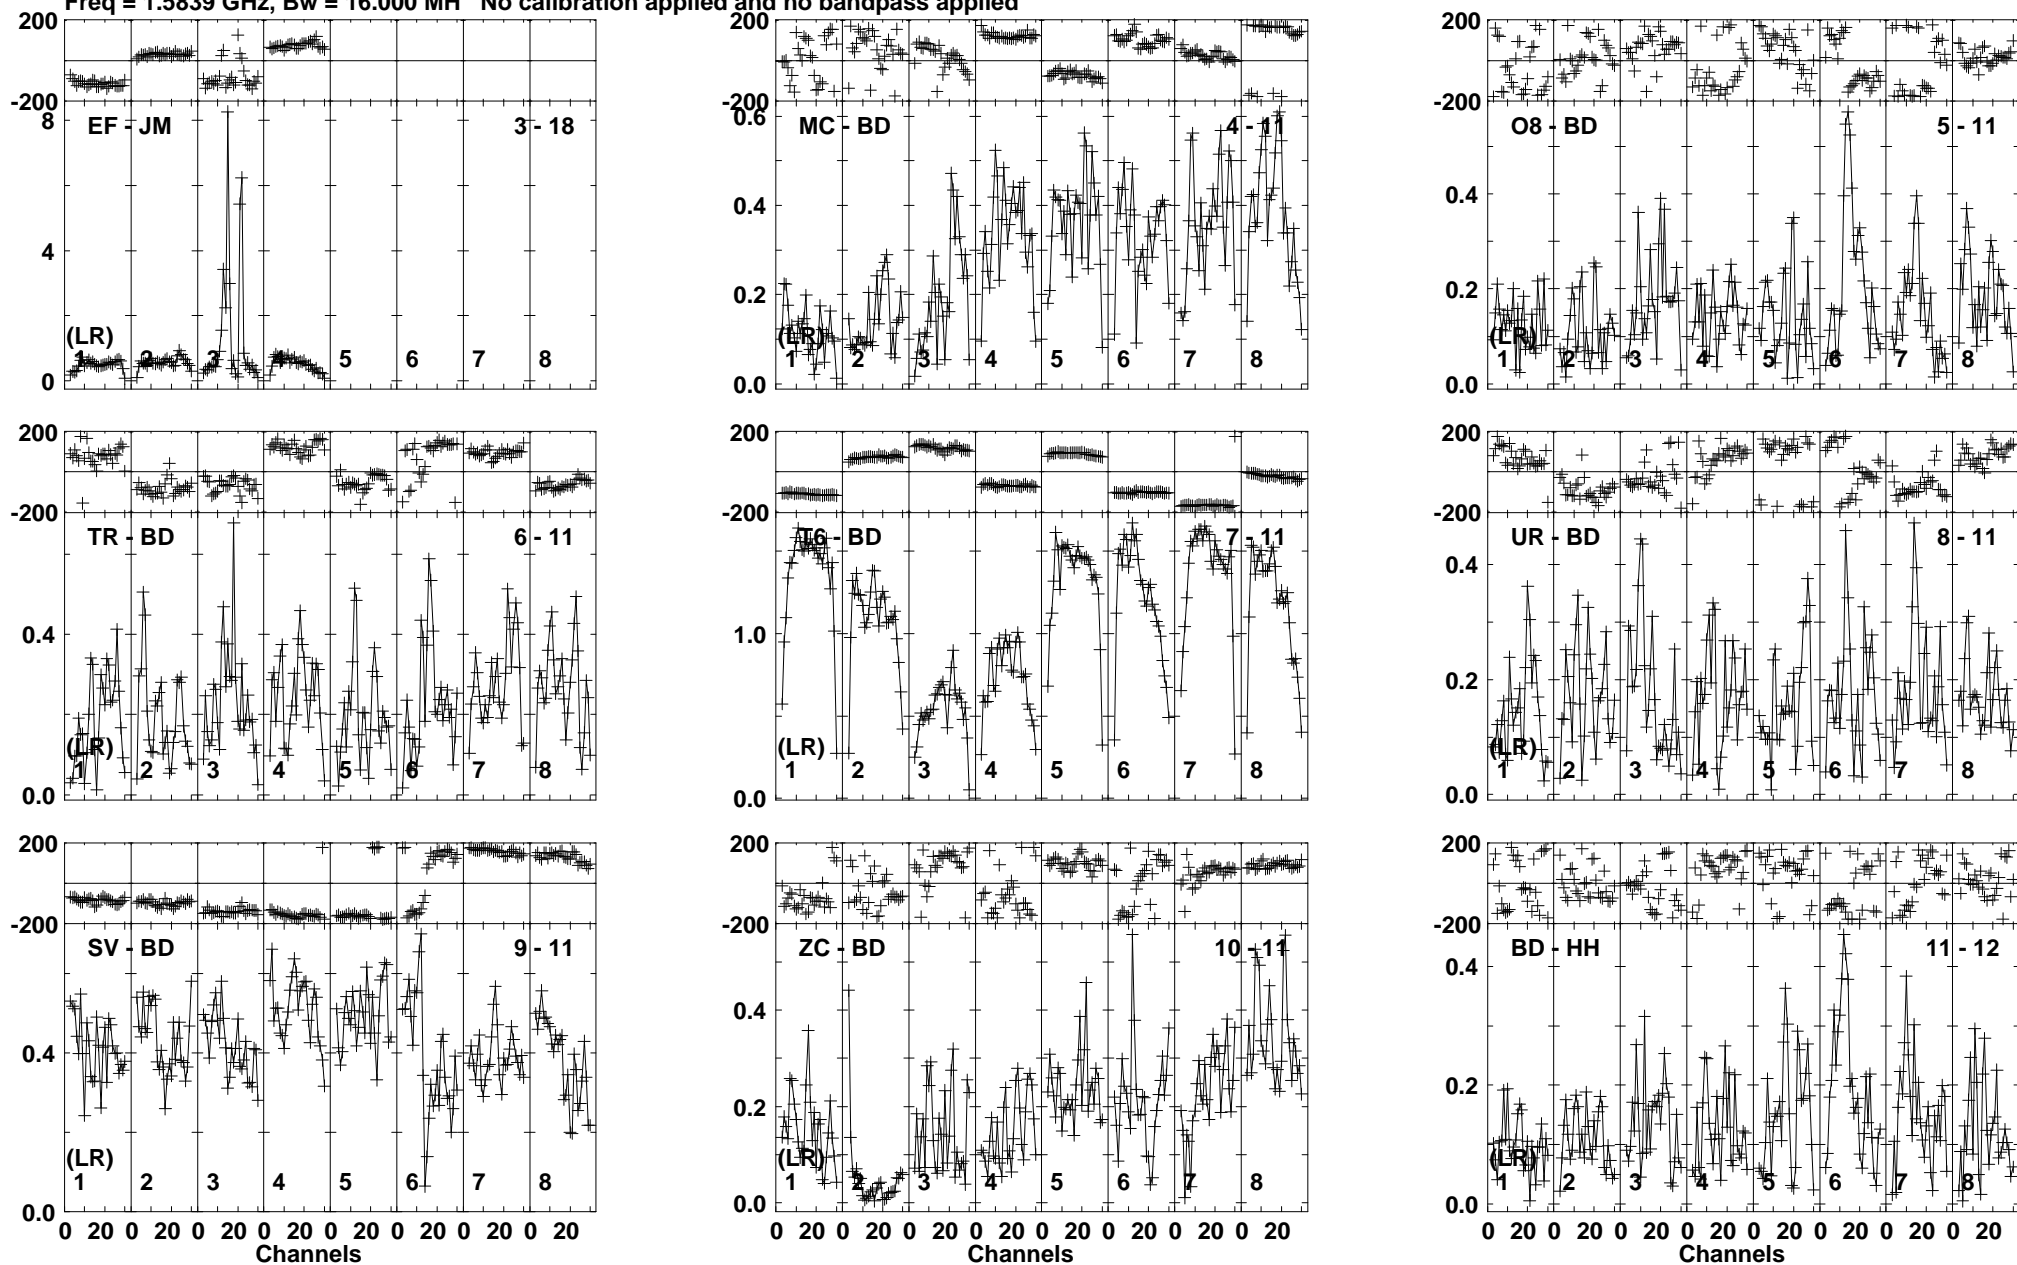 Freq = 1.5839 GHz, Bw = 16.000 MH No calibration applied and no bandpass applied
200 200 200
-200 -200 -200
8 0.6
EF - JM 3 - 18 MC - BD 4 - 11 O8 - BD 5 - 11
4 0.4 0.4
0.2 0.2
(LR) (LR) (LR)
1 2 3 4 5 6 7 8 1 2 3 4 5 6 7 8 1 2 3 4 5 6 7 8
0 0.0 0.0
200 200 200
-200 -200 -200
TR - BD 6 - 11 T6 - BD 7 - 11 UR - BD 8 - 11
0.4 1.0 0.4
0.2
(LR) (LR) (LR)
1 2 3 4 5 6 7 8 1 2 3 4 5 6 7 8 1 2 3 4 5 6 7 8
0.0 0.0 0.0
200 200 200
-200 -200 -200
SV - BD 9 - 11 ZC - BD 10 - 11 BD - HH 11 - 12
0.4 0.4 0.4
0.2 0.2
(LR) (LR) (LR)
1 2 3 4 5 6 7 8 1 2 3 4 5 6 7 8 1 2 3 4 5 6 7 8
0.0 0.0 0.0
0 20 0 20 0 20 0 20 0 20 0 20 0 20 0 20 0 20 0 20 0 20 0 20 0 20 0 20 0 20 0 20 0 20 0 20 0 20 0 20 0 20 0 20 0 20 0 20
Channels Channels Channels